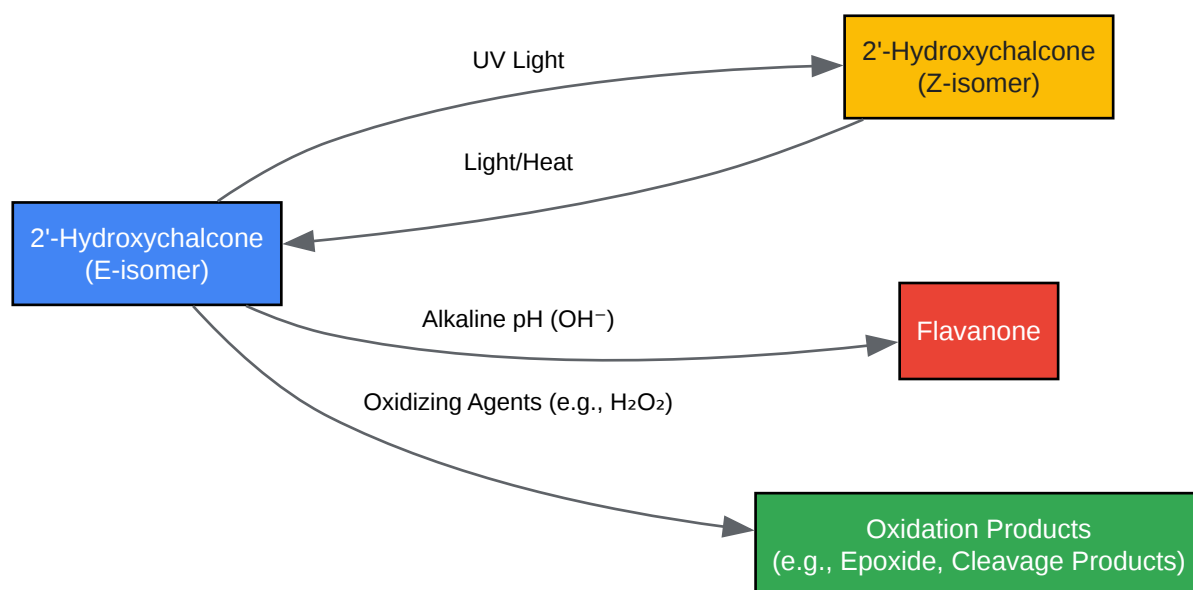 UV Light
2'-Hydroxychalcone
(Z-isomer)
Light/Heat
2'-Hydroxychalcone
(E-isomer)
Alkaline pH (OH⁻)
Flavanone
Oxidizing Agents (e.g., H₂O₂)
Oxidation Products
(e.g., Epoxide, Cleavage Products)